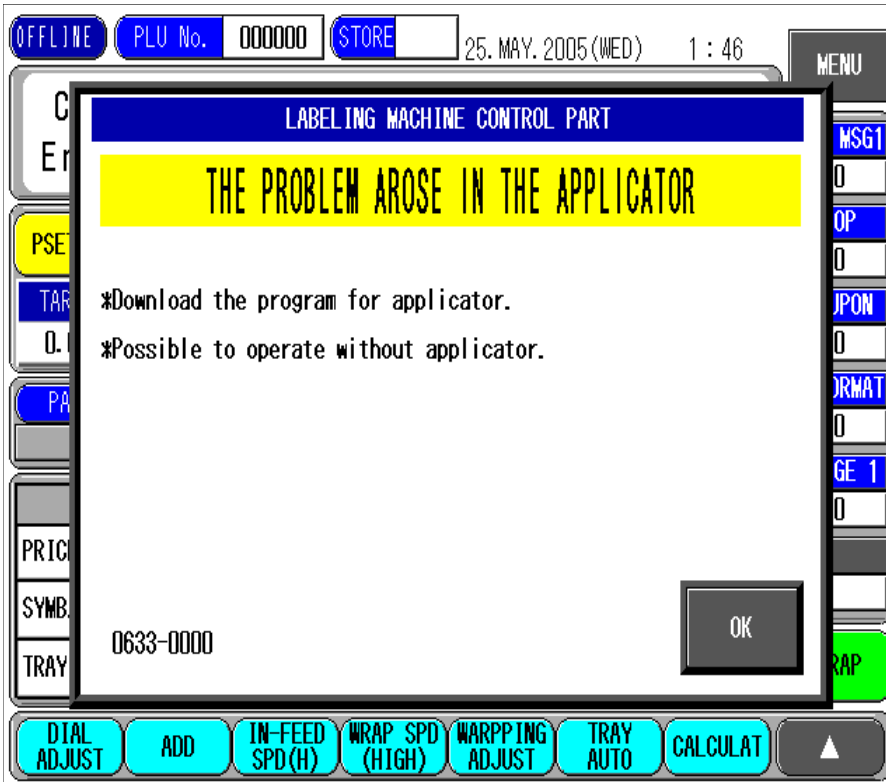 OFFLINE PLU No. 000000 STORE 25. MAY. 2005(WED) 1:46
MENU
LABELING MACHINE CONTROL PART
MSG1
THE PROBLEM AROSE IN THE APPLICATOR
0
OP
PSE
0
*Download the program for applicator.
TAR
UPON
0.
*Possible to operate without applicator.
0
PA
ORMAT
0
GE 1
0
PRIC
SYMB.
0633-0000
OK
TRAY
RAP
DIAL ADJUST
ADD
IN-FEED SPD(H)
WRAP SPD (HIGH)
WARPPING ADJUST
TRAY AUTO
CALCULAT